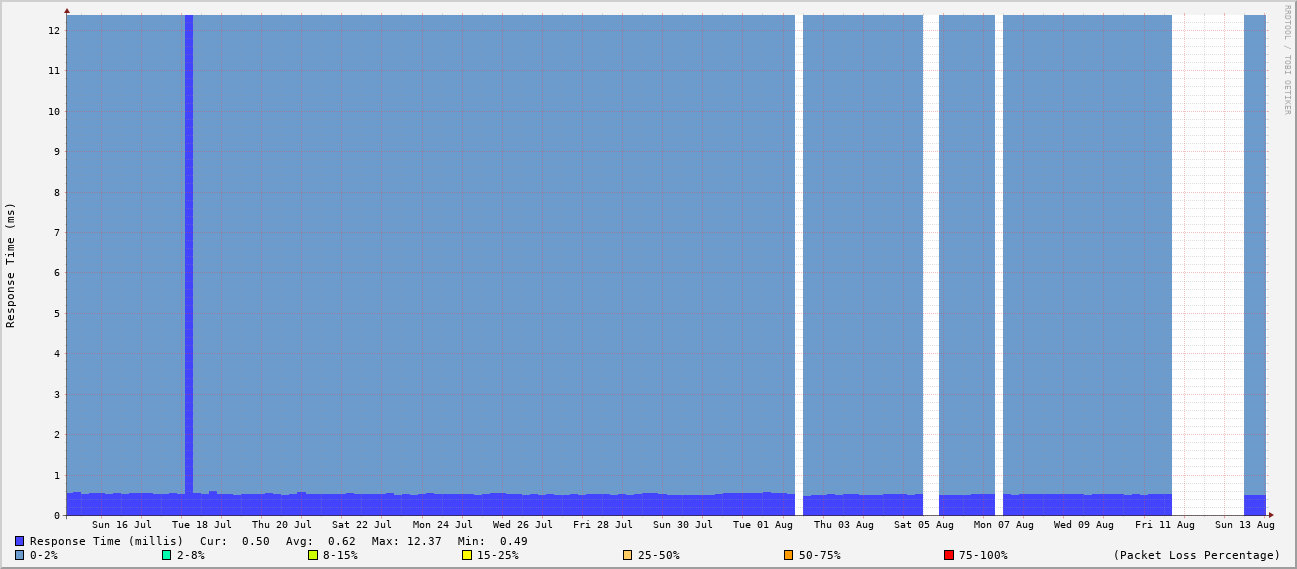 RRDTOOL / TOBI OETIKER
Response Time (ms)
12
11
10
9
8
7
6
5
4
3
2
1
0
Sun 16 Jul Tue 18 Jul Thu 20 Jul Sat 22 Jul Mon 24 Jul Wed 26 Jul Fri 28 Jul Sun 30 Jul Tue 01 Aug Thu 03 Aug Sat 05 Aug Mon 07 Aug Wed 09 Aug Fri 11 Aug Sun 13 Aug
Response Time (millis) Cur: 0.50 Avg: 0.62 Max: 12.37 Min: 0.49
0-2% 2-8% 8-15% 15-25% 25-50% 50-75% 75-100% (Packet Loss Percentage)